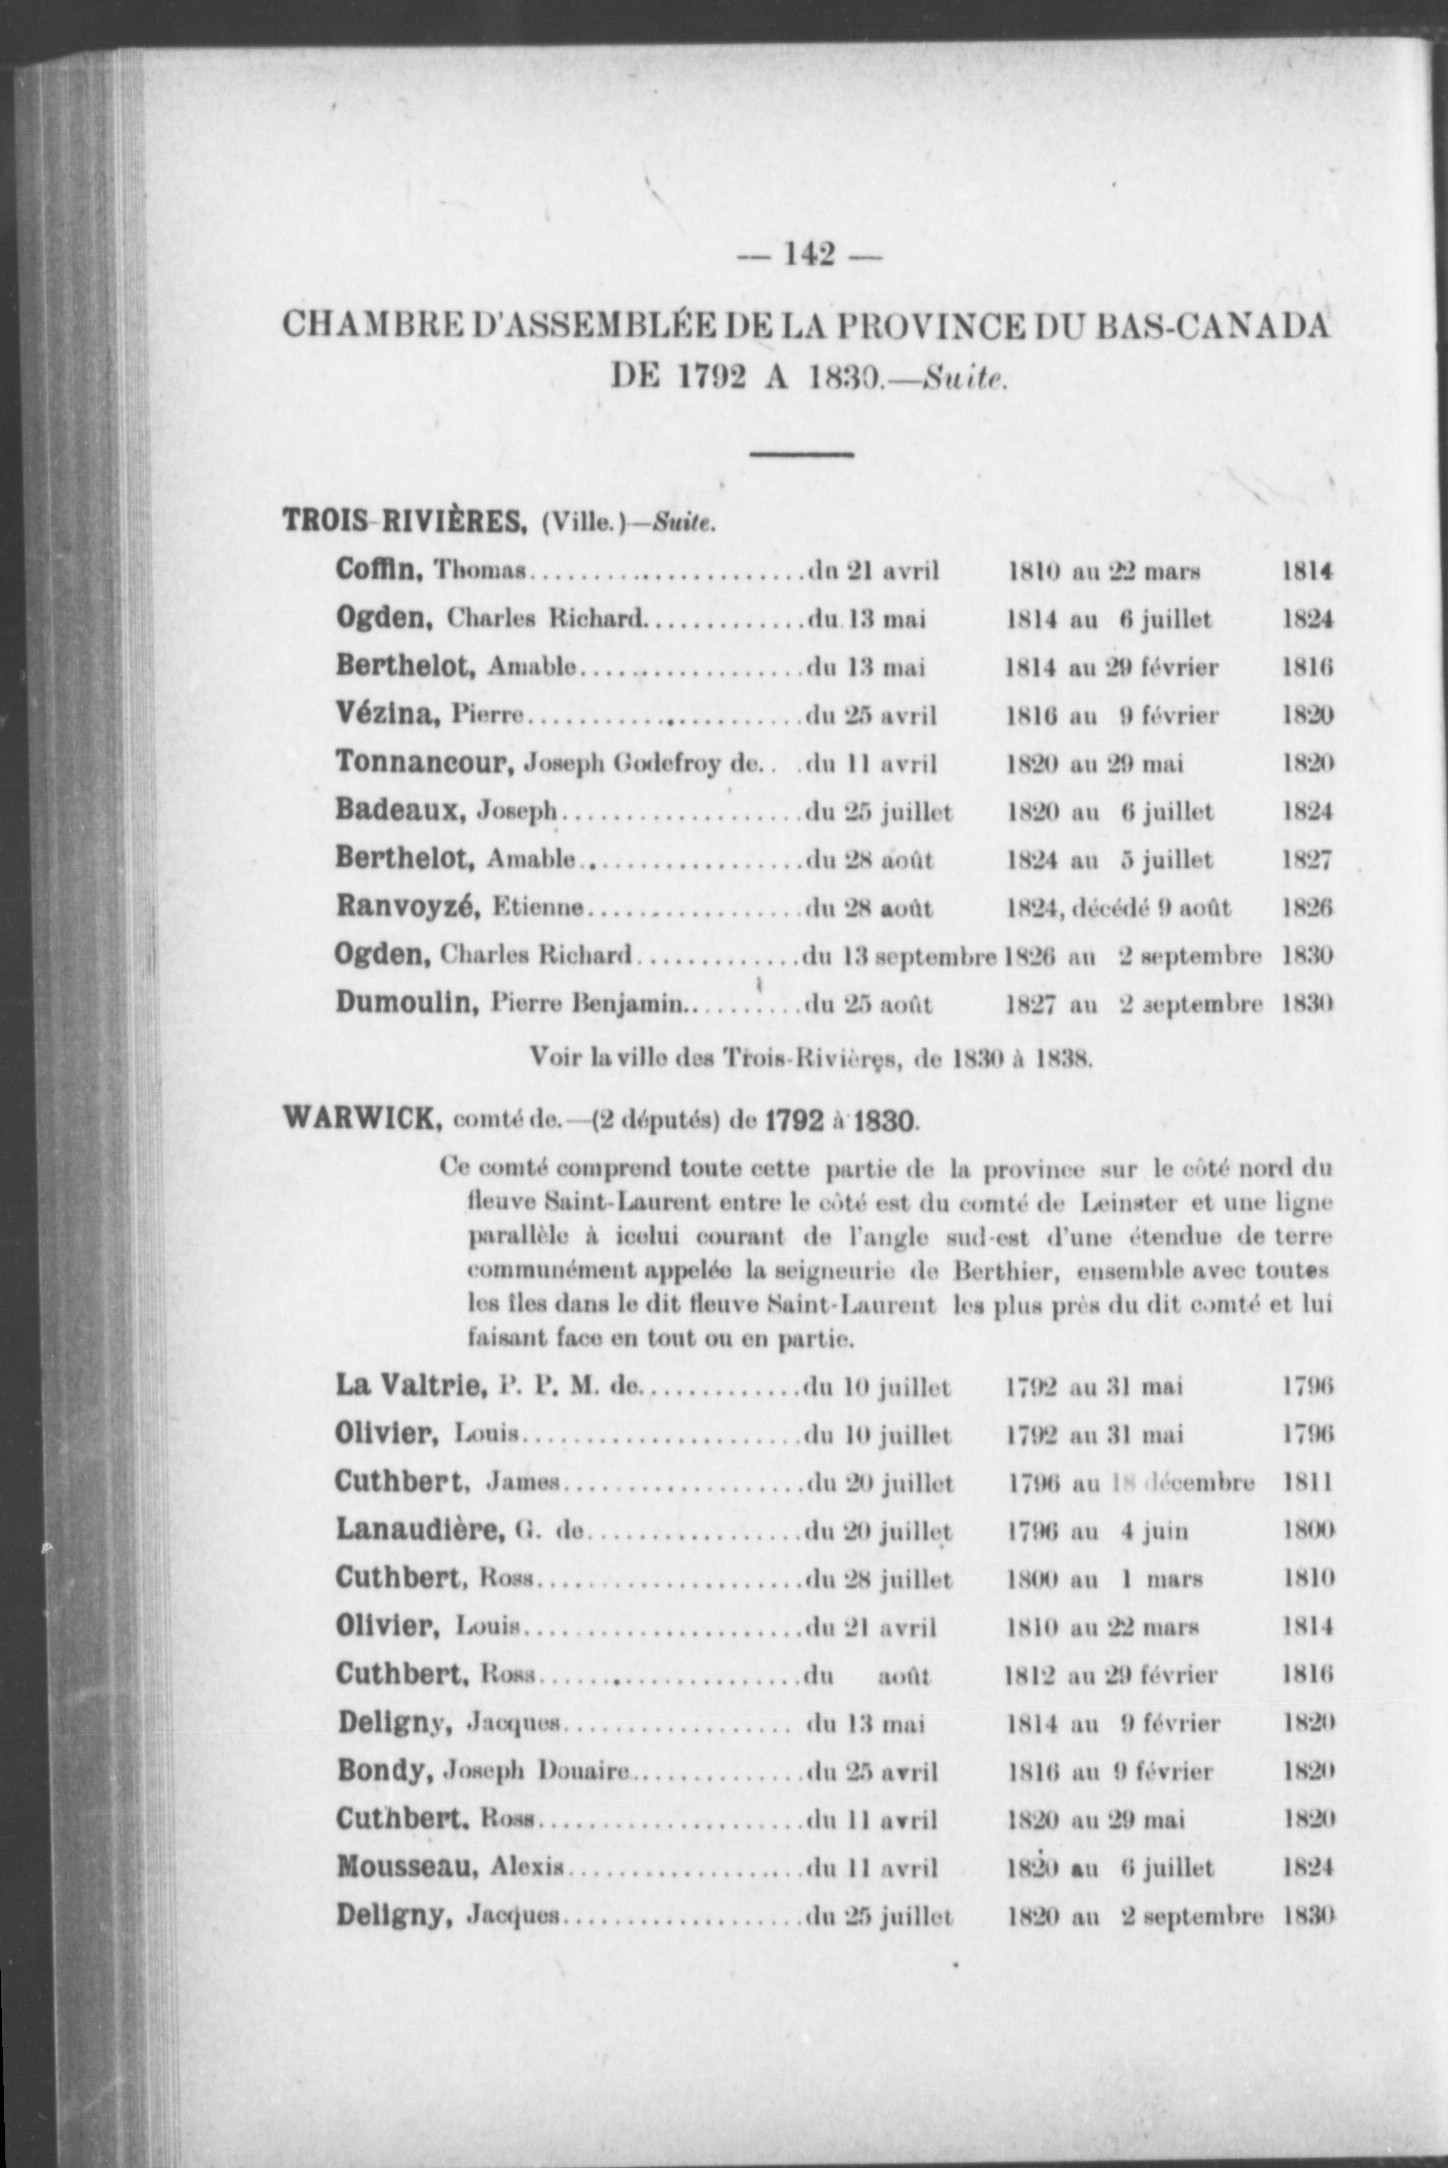 — 142 —
CHAMBRE D'ASSEMBLÉE DE LA PROVINCE DU BAS-CANADA
DE 1792 A 1830.—Suite.
TROIS-RIVIÈRES, (Ville.)—Suite.
Coffin, Thomas........................dn 21 avril 1810 au 22 mars 1814
Ogden, Charles Richard..............du 13 mai 1814 au 6 juillet 1824
Berthelot, Amable...................du 13 mai 1814 au 29 février 1816
Vézina, Pierre........................du 25 avril 1816 au 9 février 1820
Tonnancour, Joseph Godefroy de.. .du 11 avril 1820 au 29 mai 1820
Badeaux, Joseph.....................du 25 juillet 1820 au 6 juillet 1824
Berthelot, Amable...................du 28 août 1824 au 5 juillet 1827
Ranvoyzé, Etienne...................du 28 août 1824, décédé 9 août 1826
Ogden, Charles Richard..............du 13 septembre 1826 au 2 septembre 1830
Dumoulin, Pierre Benjamin..........du 25 août 1827 au 2 septembre 1830
Voir la ville des Trois-Rivières, de 1830 à 1838.
WARWICK, comté de.—(2 députés) de 1792 à 1830.
Ce comté comprend toute cette partie de la province sur le côté nord du
fleuve Saint-Laurent entre le côté est du comté de Leinster et une ligne
parallèle à icelui courant de l'angle sud-est d'une étendue de terre
communément appelée la seigneurie de Berthier, ensemble avec toutes
les îles dans le dit fleuve Saint-Laurent les plus près du dit comté et lui
faisant face en tout ou en partie.
La Valtrie, P. P. M. de..............du 10 juillet 1792 au 31 mai 1796
Olivier, Louis........................du 10 juillet 1792 au 31 mai 1796
Cuthbert, James.....................du 20 juillet 1796 au 18 décembre 1811
Lanaudière, G. de...................du 20 juillet 1796 au 4 juin 1800
Cuthbert, Ross.......................du 28 juillet 1800 au 1 mars 1810
Olivier, Louis........................du 21 avril 1810 au 22 mars 1814
Cuthbert, Ross.......................du août 1812 au 29 février 1816
Deligny, Jacques.................... du 13 mai 1814 au 9 février 1820
Bondy, Joseph Douaire...............du 25 avril 1816 au 9 février 1820
Cuthbert, Ross.......................du 11 avril 1820 au 29 mai 1820
Mousseau, Alexis....................du 11 avril 1820 au 6 juillet 1824
Deligny, Jacques.....................du 25 juillet 1820 au 2 septembre 1830